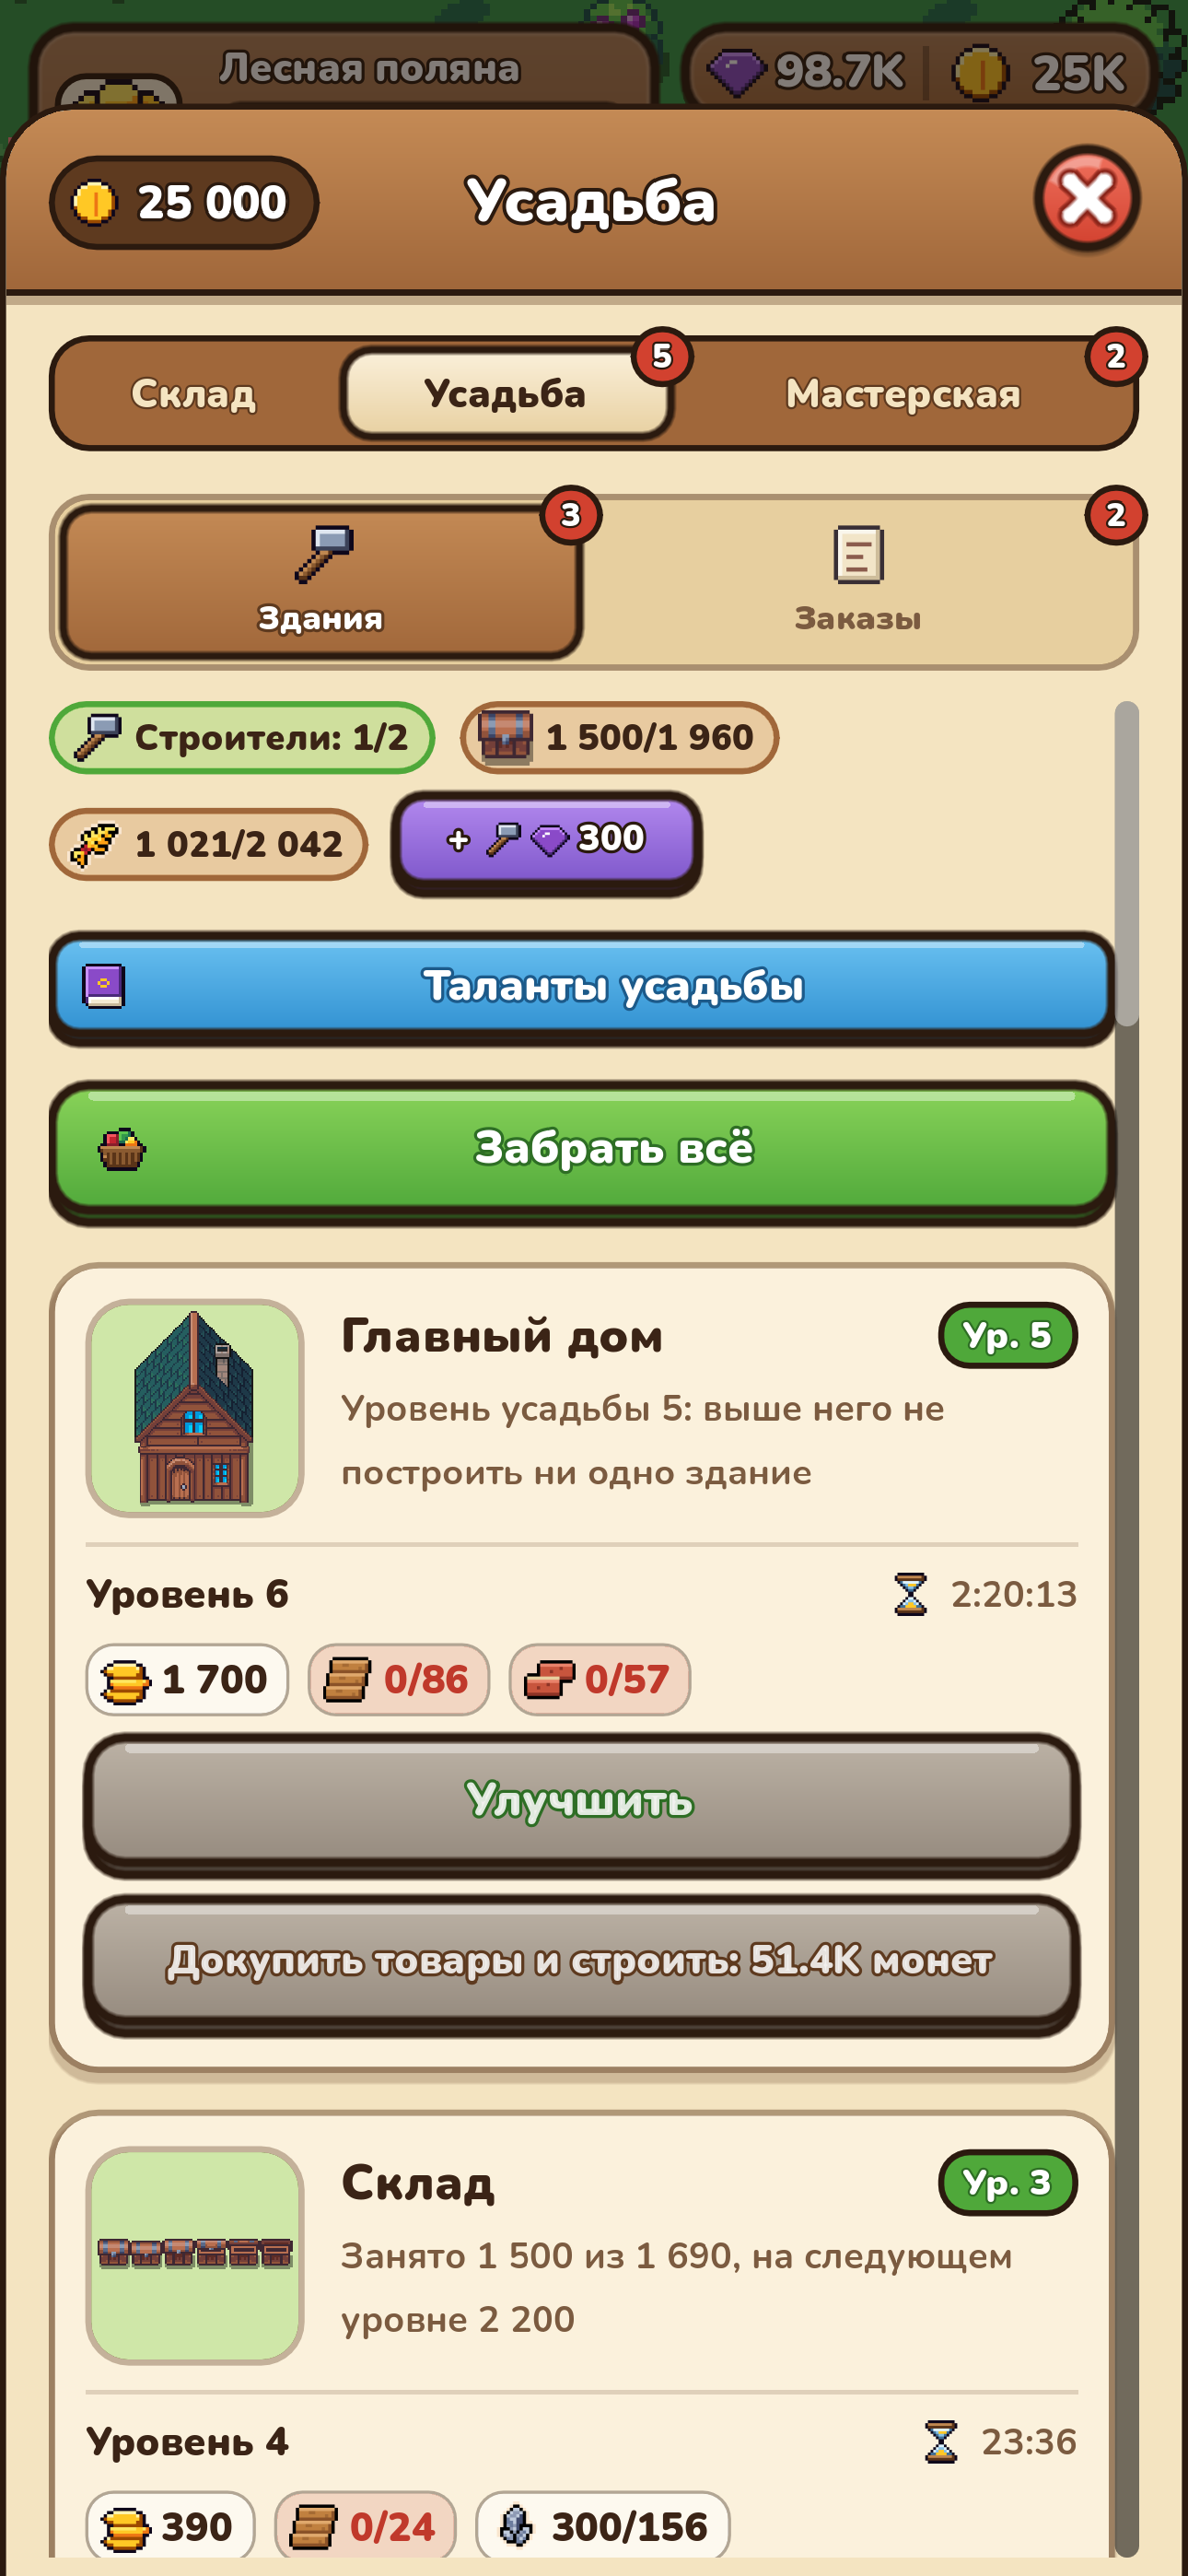 Лесная поляна
98.7K
25K
25 000
Усадьба
Склад
Усадьба
5
Мастерская
2
Здания
3
Заказы
2
Строители: 1/2
1 500/1 960
1 021/2 042
+ 300
Таланты усадьбы
Забрать всё
Главный дом
Ур. 5
Уровень усадьбы 5: выше него не
построить ни одно здание
Уровень 6
2:20:13
1 700
0/86
0/57
Улучшить
Докупить товары и строить: 51.4K монет
Склад
Ур. 3
Занято 1 500 из 1 690, на следующем
уровне 2 200
Уровень 4
23:36
390
0/24
300/156